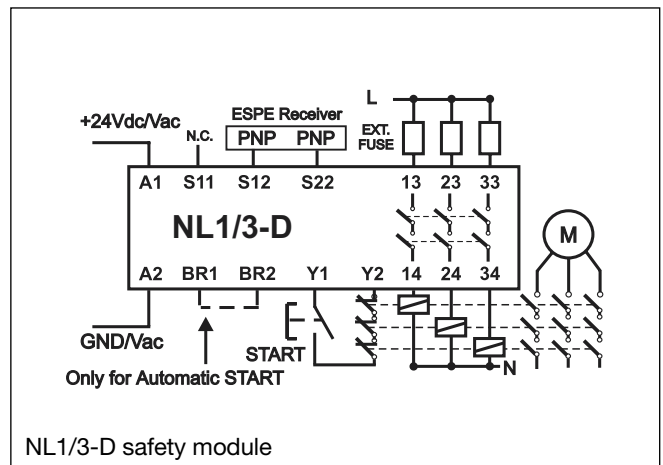 L
+24Vdc/Vac
N.C.
ESPE Receiver
PNP PNP
EXT.
FUSE
A1 S11 S12 S22 13 23 33
NL1/3-D
M
A2 BR1 BR2 Y1 Y2 14 24 34
GND/Vac
START
N
Only for Automatic START
NL1/3-D safety module